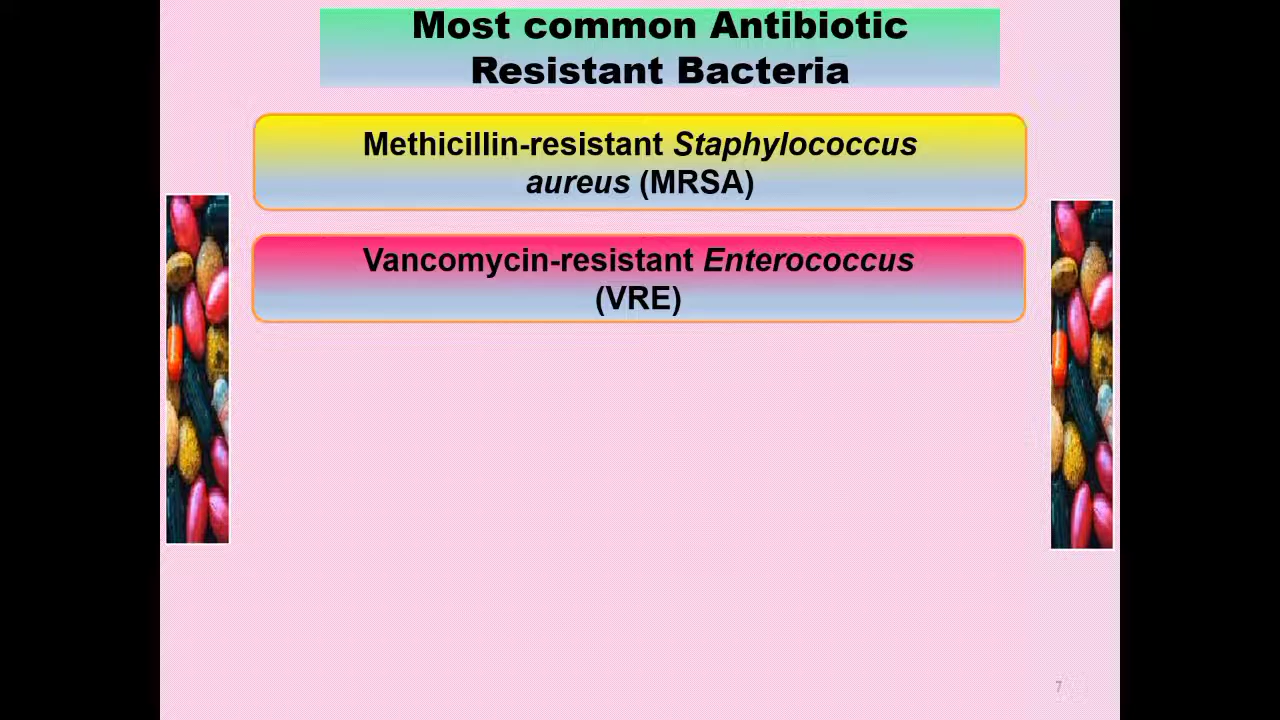 Most common Antibiotic
Resistant Bacteria
Methicillin-resistant Staphylococcus
aureus (MRSA)
Vancomycin-resistant Enterococcus
(VRE)
7